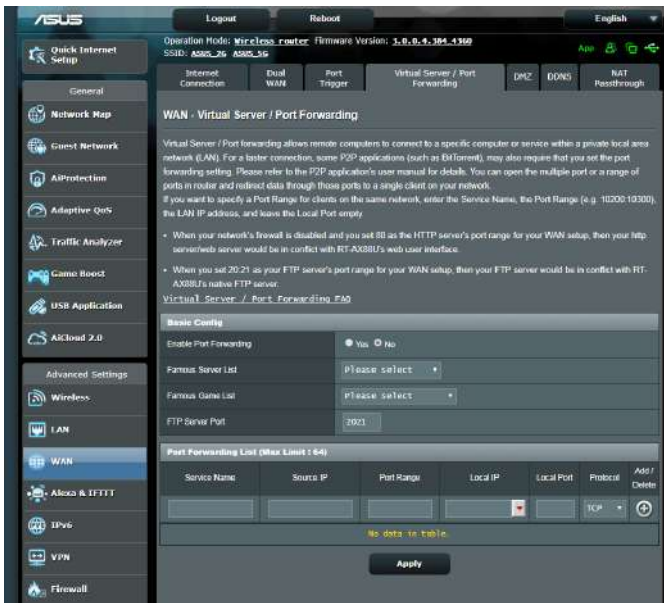 ASUS
Logout
Reboot
English
Quick Internet
Setup
Operation Mode: Wireless router Firmware Version: 3.0.0.4.384_4360
SSID: ASUS_2G ASUS_5G
App
General
Network Map
Guest Network
AiProtection
Adaptive QoS
Traffic Analyzer
Game Boost
USB Application
AiCloud 2.0
Advanced Settings
Wireless
LAN
WAN
Alexa & IFTTT
IPv6
VPN
Firewall
Internet
Connection
Dual
WAN
Port
Trigger
Virtual Server / Port
Forwarding
DMZ
DDNS
NAT
Passthrough
WAN - Virtual Server / Port Forwarding
Virtual Server / Port forwarding allows remote computers to connect to a specific computer or service within a private local area
network (LAN). For a faster connection, some P2P applications (such as BitTorrent), may also require that you set the port
forwarding setting. Please refer to the P2P application's user manual for details. You can open the multiple port or a range of
ports in router and redirect data through those ports to a single client on your network.
If you want to specify a Port Range for clients on the same network, enter the Service Name, the Port Range (e.g. 10200:10300),
the LAN IP address, and leave the Local Port empty
• When your network's firewall is disabled and you set 80 as the HTTP server's port range for your WAN setup, then your http
server/web server would be in conflict with RT-AX88U's web user interface.
• When you set 20:21 as your FTP server's port range for your WAN setup, then your FTP server would be in conflict with RT-
AX88U's native FTP server.
Virtual Server / Port Forwarding FAQ
Basic Config
Enable Port Forwarding
Yes No
Famous Server List
Please select
Famous Game List
Please select
FTP Server Port
2021
Port Forwarding List (Max Limit : 64)
Service Name
Source IP
Port Range
Local IP
Local Port
Protocol
Add /
Delete
TCP
No data in table.
Apply